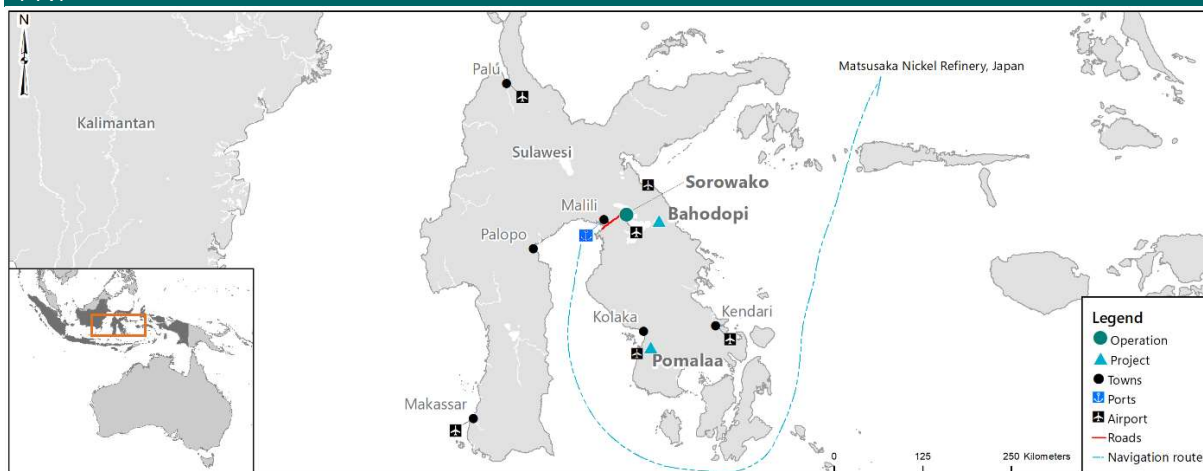 N
Kalimantan
Palú
Sulawesi
Matsusaka Nickel Refinery, Japan
Sorowako
Malili
Bahodopi
Palopo
Kolaka
Kendari
Pomalaa
Makassar
Legend
Operation
Project
Towns
Ports
Airport
Roads
Navigation route
0 125 250 Kilometers